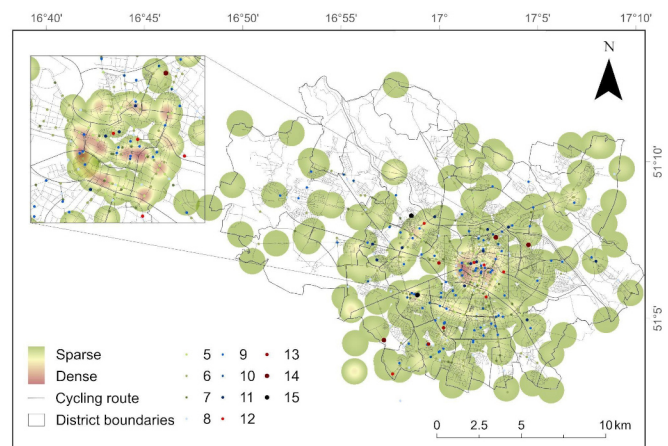 16°40' 16°45' 16°50' 16°55' 17° 17°5' 17°10'
N
51°10'
51°5'
Sparse
Dense
Cycling route
District boundaries
5 9 13
6 10 14
7 11 15
8 12
0 2.5 5 10 km